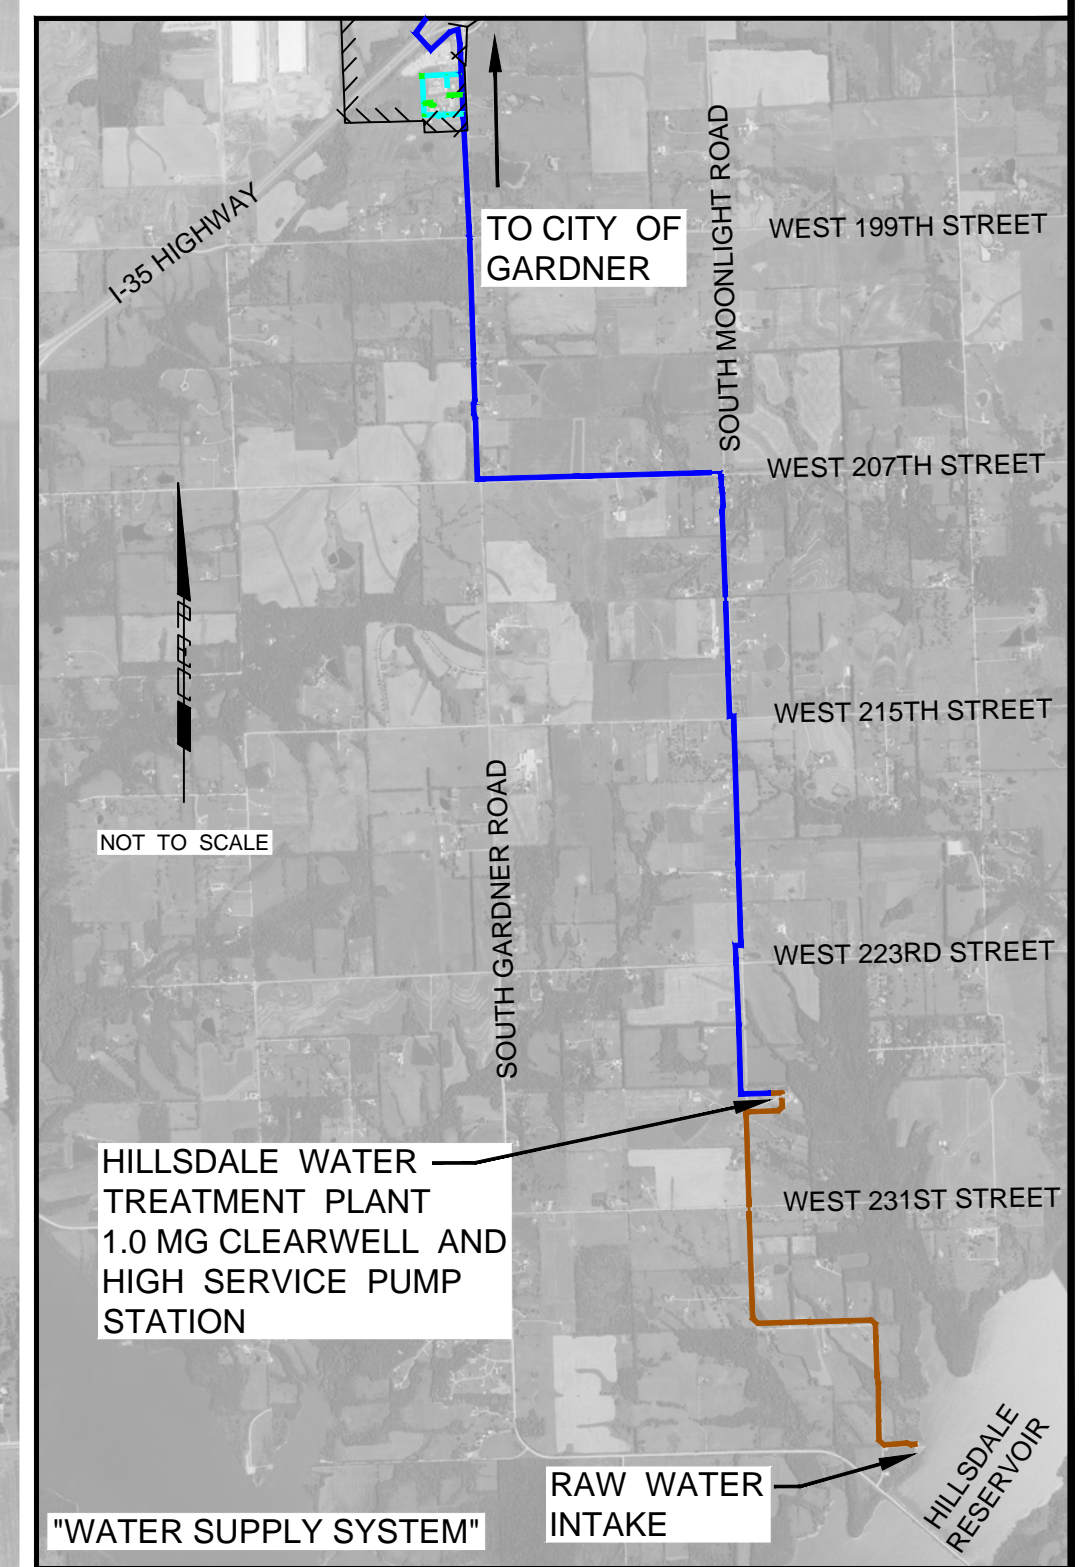 TO CITY OF
GARDNER
I-35 HIGHWAY
SOUTH MOONLIGHT ROAD
WEST 199TH STREET
WEST 207TH STREET
WEST 215TH STREET
NOT TO SCALE
SOUTH GARDNER ROAD
WEST 223RD STREET
HILLSDALE WATER
TREATMENT PLANT
1.0 MG CLEARWELL AND
HIGH SERVICE PUMP
STATION
WEST 231ST STREET
RAW WATER
INTAKE
HILLSDALE
RESERVOIR
"WATER SUPPLY SYSTEM"